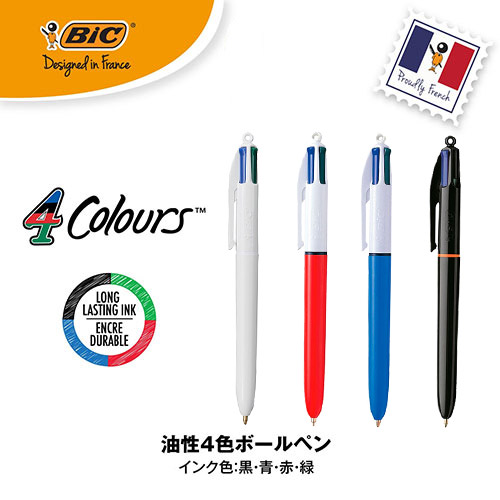 BiC
Designed in France
Proudly French
4 Colours™
LONG
LASTING INK
ENCRE
DURABLE
油性4色ボールペン
インク色:黒・青・赤・緑